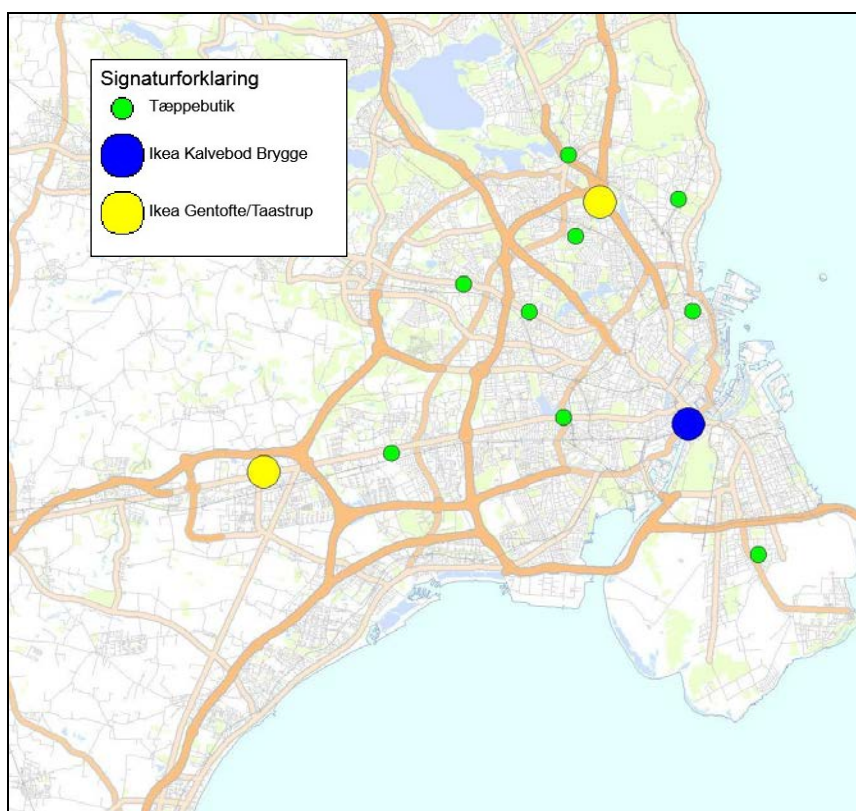 Signaturforklaring
Tæppebutik
Ikea Kalvebod Brygge
Ikea Gentofte/Taastrup